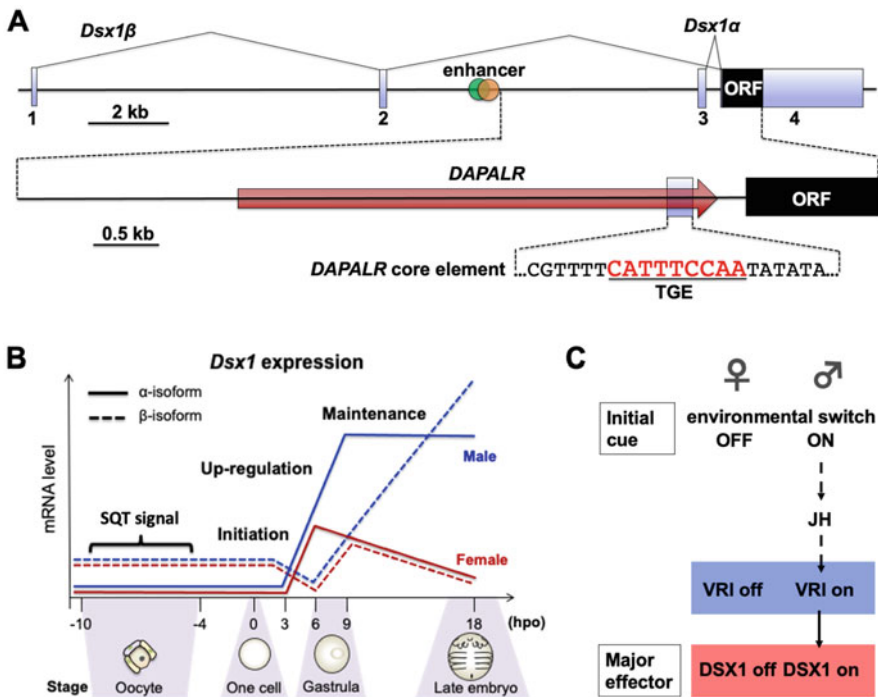 A
Dsx1β
Dsx1α
enhancer
ORF
1
2
3
4
2 kb
DAPALR
ORF
0.5 kb
DAPALR core element
...CGTTTTCATTTCCAATATATA...
TGE
B
Dsx1 expression
α-isoform
β-isoform
Maintenance
Up-regulation
Male
SQT signal
Initiation
Female
mRNA level
-10
-4
0
3
6
9
18
(hpo)
Stage
Oocyte
One cell
Gastrula
Late embryo
C
♀ ♂
Initial cue
environmental switch
OFF ON
JH
VRI off VRI on
Major effector
DSX1 off DSX1 on